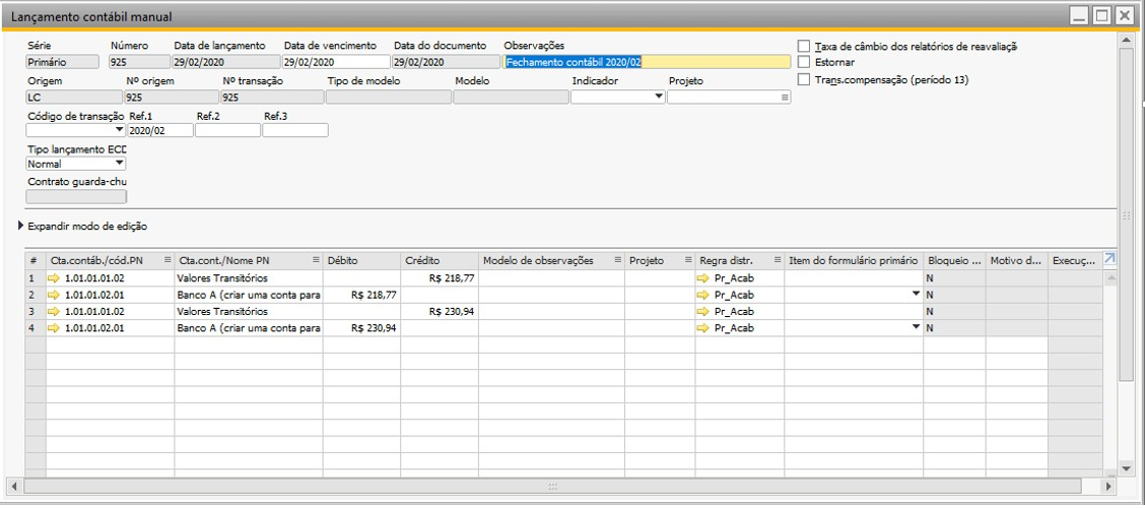 Lançamento contábil manual
Série Número Data de lançamento Data de vencimento Data do documento Observações
Primário 925 29/02/2020 29/02/2020 29/02/2020 Fechamento contábil 2020/02
Taxa de câmbio dos relatórios de reavaliaçã
Estornar
Trans.compensação (período 13)
Origem Nº origem Nº transação Tipo de modelo Modelo Indicador Projeto
LC 925 925
Código de transação Ref.1 Ref.2 Ref.3
2020/02
Tipo lançamento ECD
Normal
Contrato guarda-chu
Expandir modo de edição
# Cta.contáb./cód.PN Cta.cont./Nome PN Débito Crédito Modelo de observações Projeto Regra distr. Item do formulário primário Bloqueio ... Motivo d... Execuç...
1 1.01.01.01.02 Valores Transitórios R$ 218,77 Pr_Acab N
2 1.01.01.02.01 Banco A (criar uma conta para R$ 218,77 Pr_Acab N
3 1.01.01.01.02 Valores Transitórios R$ 230,94 Pr_Acab N
4 1.01.01.02.01 Banco A (criar uma conta para R$ 230,94 Pr_Acab N